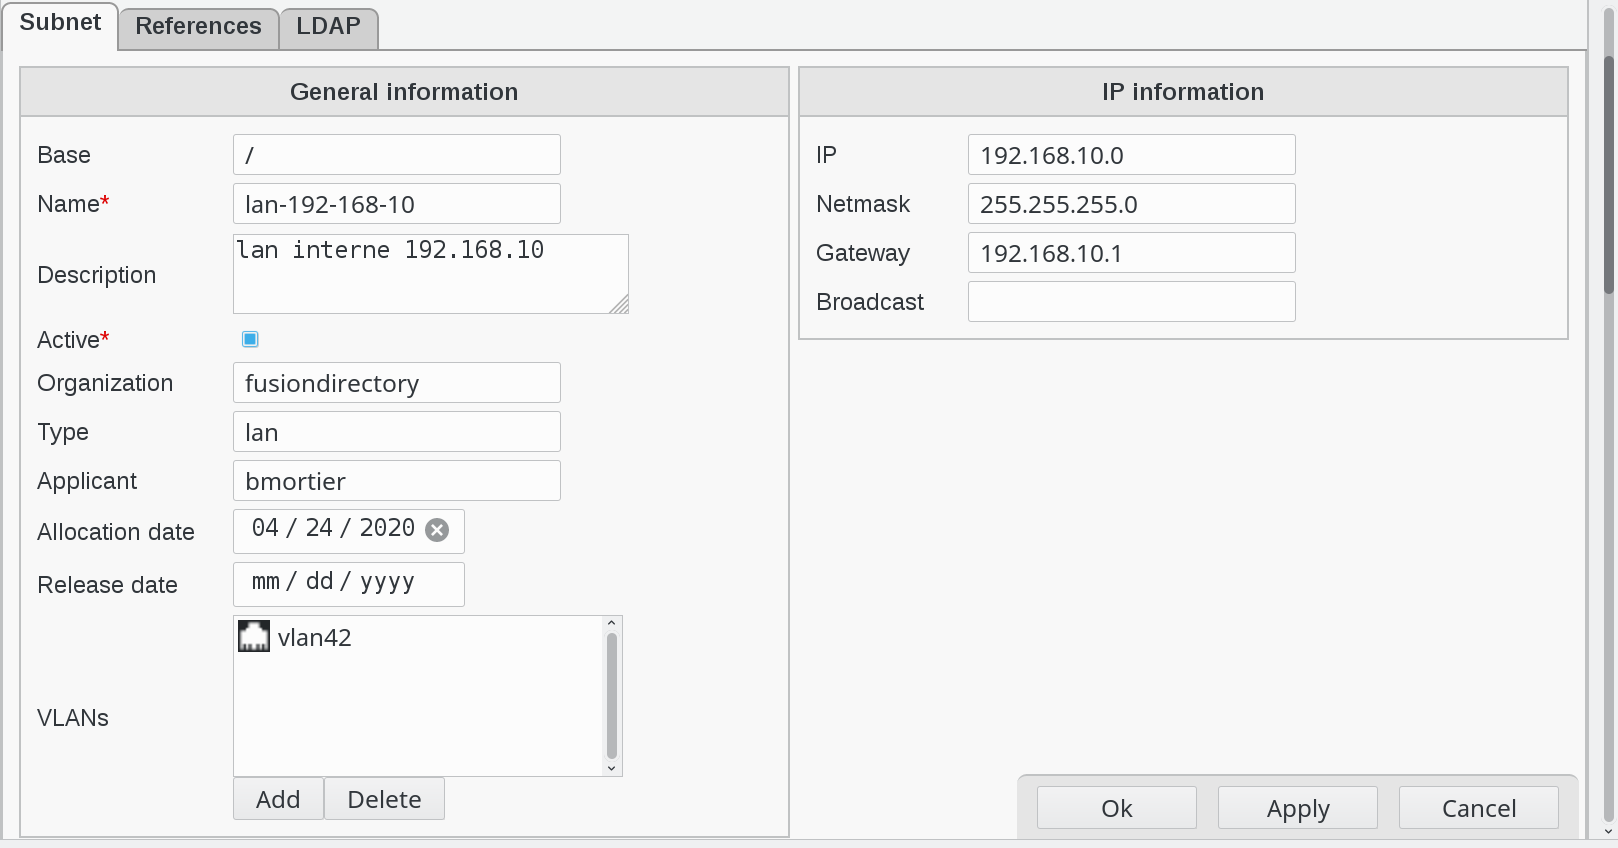 Subnet References LDAP
General information
Base /
Name* lan-192-168-10
Description lan interne 192.168.10
Active*
Organization fusiondirectory
Type lan
Applicant bmortier
Allocation date 04 / 24 / 2020
Release date mm / dd / yyyy
VLANs vlan42
Add Delete
IP information
IP 192.168.10.0
Netmask 255.255.255.0
Gateway 192.168.10.1
Broadcast
Ok Apply Cancel